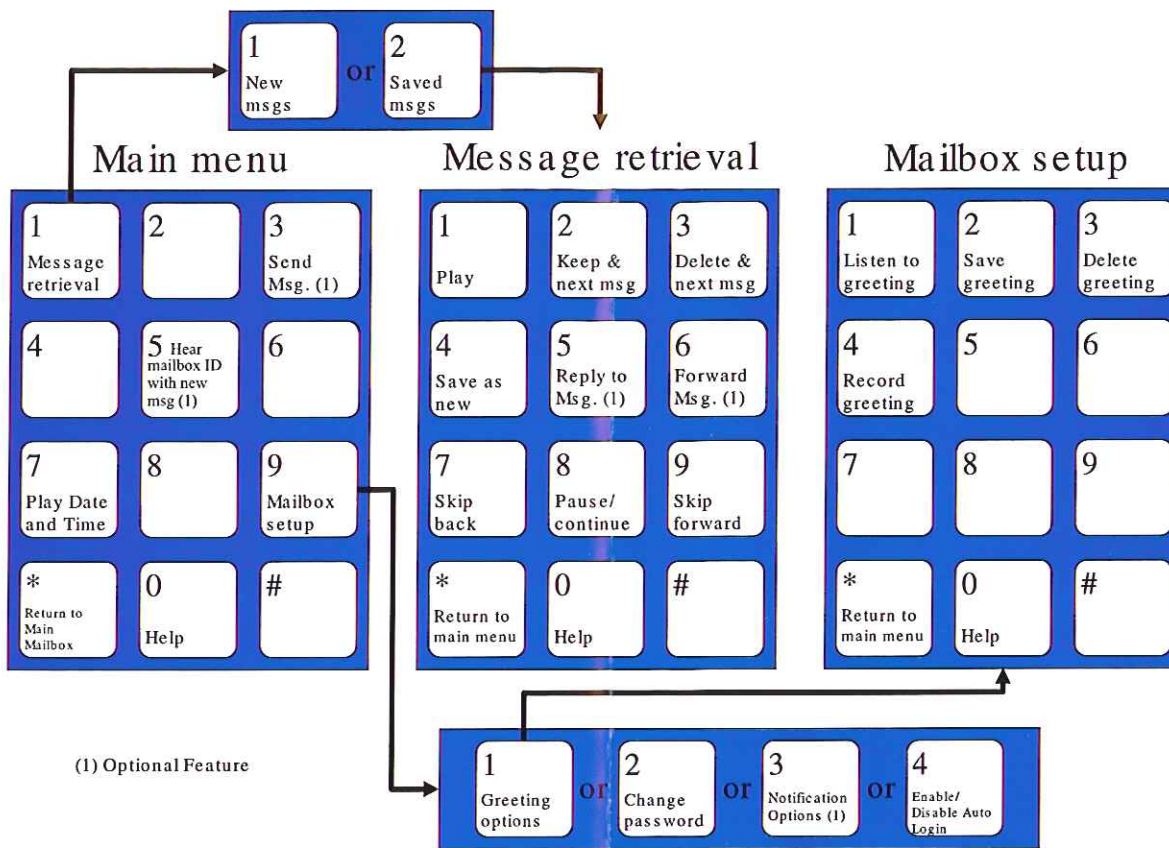 1
New
msgs
or
2
Saved
msgs
Main menu
1
Message
retrieval
2
3
Send
Msg. (1)
4
5 Hear
mailbox ID
with new
msg (1)
6
7
Play Date
and Time
8
9
Mailbox
setup
*
Return to
Main
Mailbox
0
Help
#
Message retrieval
1
Play
2
Keep &
next msg
3
Delete &
next msg
4
Save as
new
5
Reply to
Msg. (1)
6
Forward
Msg. (1)
7
Skip
back
8
Pause/
continue
9
Skip
forward
*
Return to
main menu
0
Help
#
Mailbox setup
1
Listen to
greeting
2
Save
greeting
3
Delete
greeting
4
Record
greeting
5
6
7
8
9
*
Return to
main menu
0
Help
#
(1) Optional Feature
1
Greeting
options
or
2
Change
password
or
3
Notification
Options (1)
or
4
Enable/
Disable Auto
Login